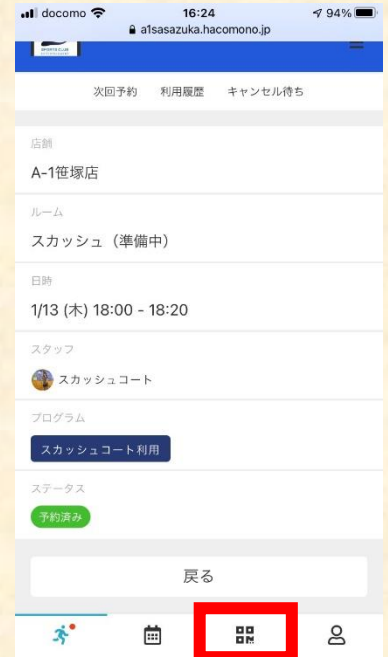 docomo 16:24 94%
a1sasazuka.hacomono.jp
SPORTS CLUB
次回予約 利用履歴 キャンセル待ち
店舗
A-1笹塚店
ルーム
スカッシュ（準備中）
日時
1/13 (木) 18:00 - 18:20
スタッフ
スカッシュコート
プログラム
スカッシュコート利用
ステータス
予約済み
戻る